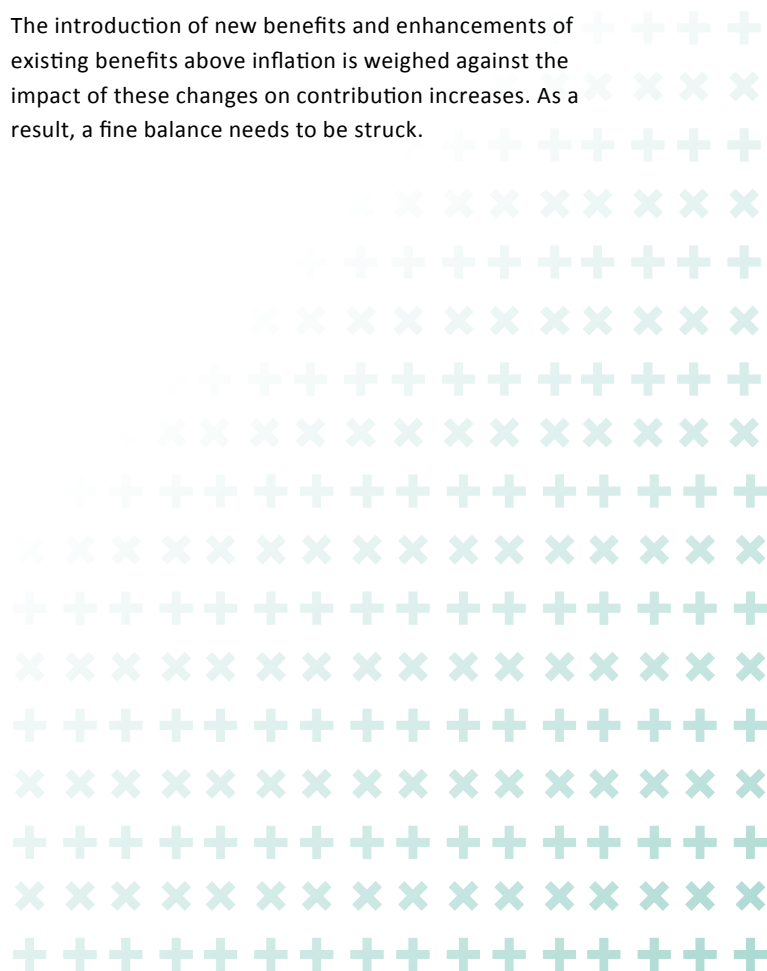 The introduction of new benefits and enhancements of
existing benefits above inflation is weighed against the
impact of these changes on contribution increases. As a
result, a fine balance needs to be struck.